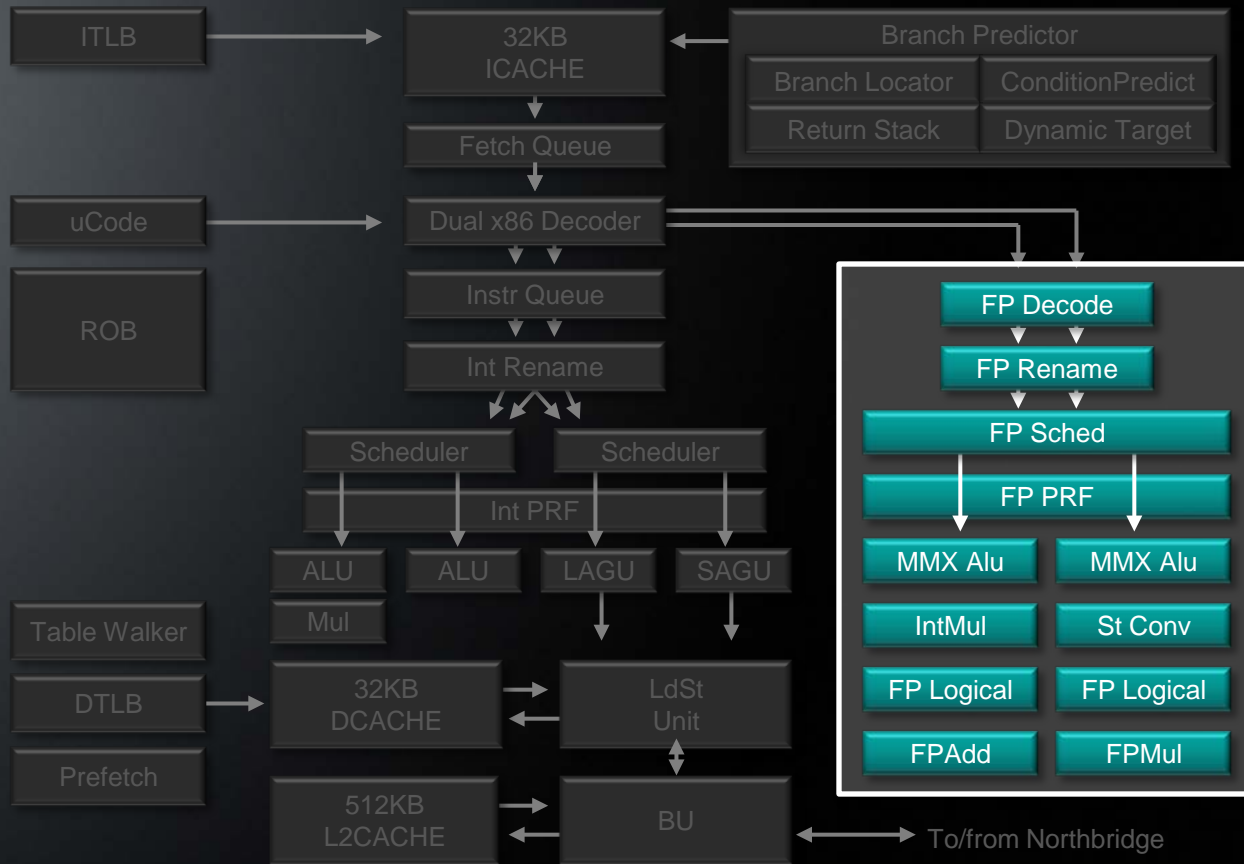 ITLB
32KB
ICACHE
Branch Predictor
Branch Locator
ConditionPredict
Return Stack
Dynamic Target
Fetch Queue
uCode
Dual x86 Decoder
ROB
Instr Queue
Int Rename
Scheduler
Scheduler
Int PRF
ALU
ALU
LAGU
SAGU
Mul
Table Walker
DTLB
Prefetch
32KB
DCACHE
LdSt
Unit
512KB
L2CACHE
BU
To/from Northbridge
FP Decode
FP Rename
FP Sched
FP PRF
MMX Alu
MMX Alu
IntMul
St Conv
FP Logical
FP Logical
FPAdd
FPMul